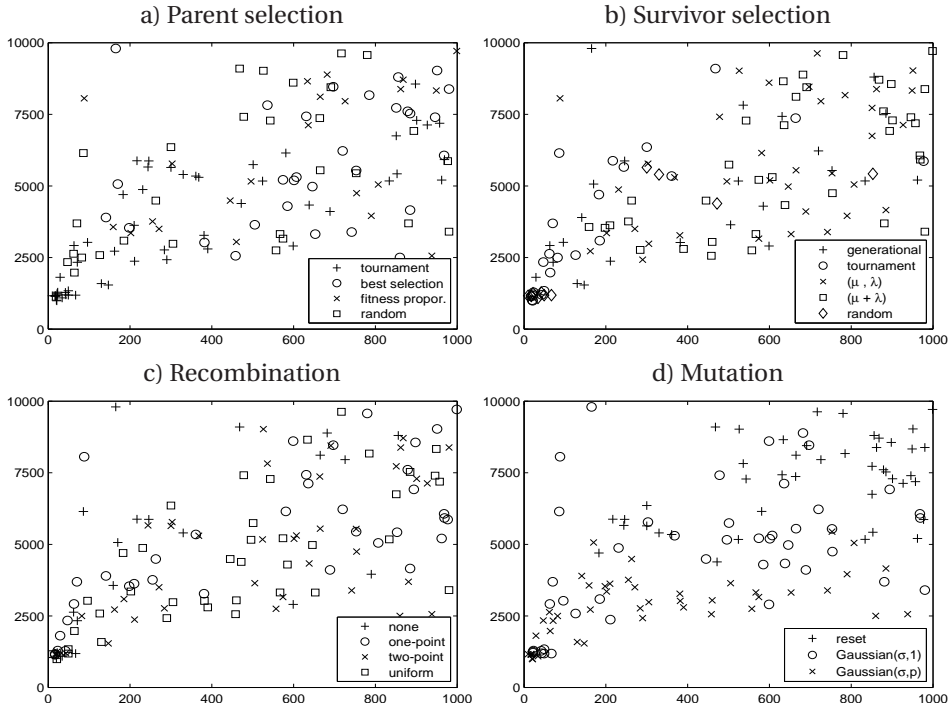 a) Parent selection
10000
7500
5000
2500
0
0 200 400 600 800 1000
tournament
best selection
fitness propor.
random
b) Survivor selection
10000
7500
5000
2500
0
0 200 400 600 800 1000
generational
tournament
(μ , λ)
(μ + λ)
random
c) Recombination
10000
7500
5000
2500
0
0 200 400 600 800 1000
none
one-point
two-point
uniform
d) Mutation
10000
7500
5000
2500
0
0 200 400 600 800 1000
reset
Gaussian(σ,1)
Gaussian(σ,p)